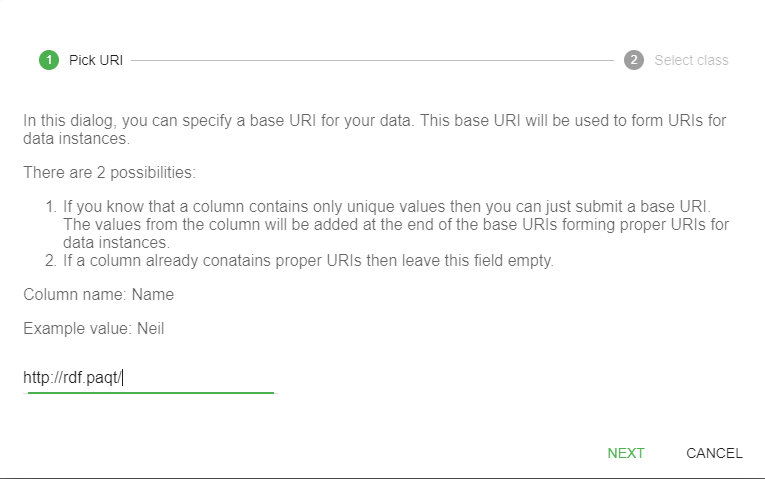 1 Pick URI 2 Select class
In this dialog, you can specify a base URI for your data. This base URI will be used to form URIs for
data instances.
There are 2 possibilities:
1. If you know that a column contains only unique values then you can just submit a base URI.
The values from the column will be added at the end of the base URIs forming proper URIs for
data instances.
2. If a column already conatains proper URIs then leave this field empty.
Column name: Name
Example value: Neil
http://rdf.paqt/
NEXT CANCEL